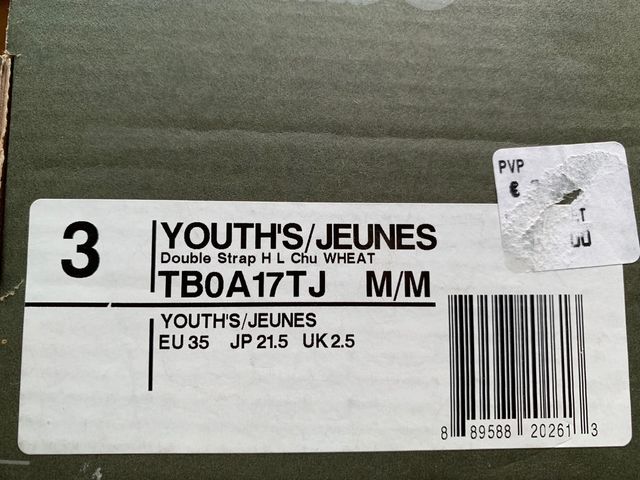 PVP
€
00
3
YOUTH'S/JEUNES
Double Strap H L Chu WHEAT
TB0A17TJ M/M
YOUTH'S/JEUNES
EU 35 JP 21.5 UK 2.5
8 89588 20261 3